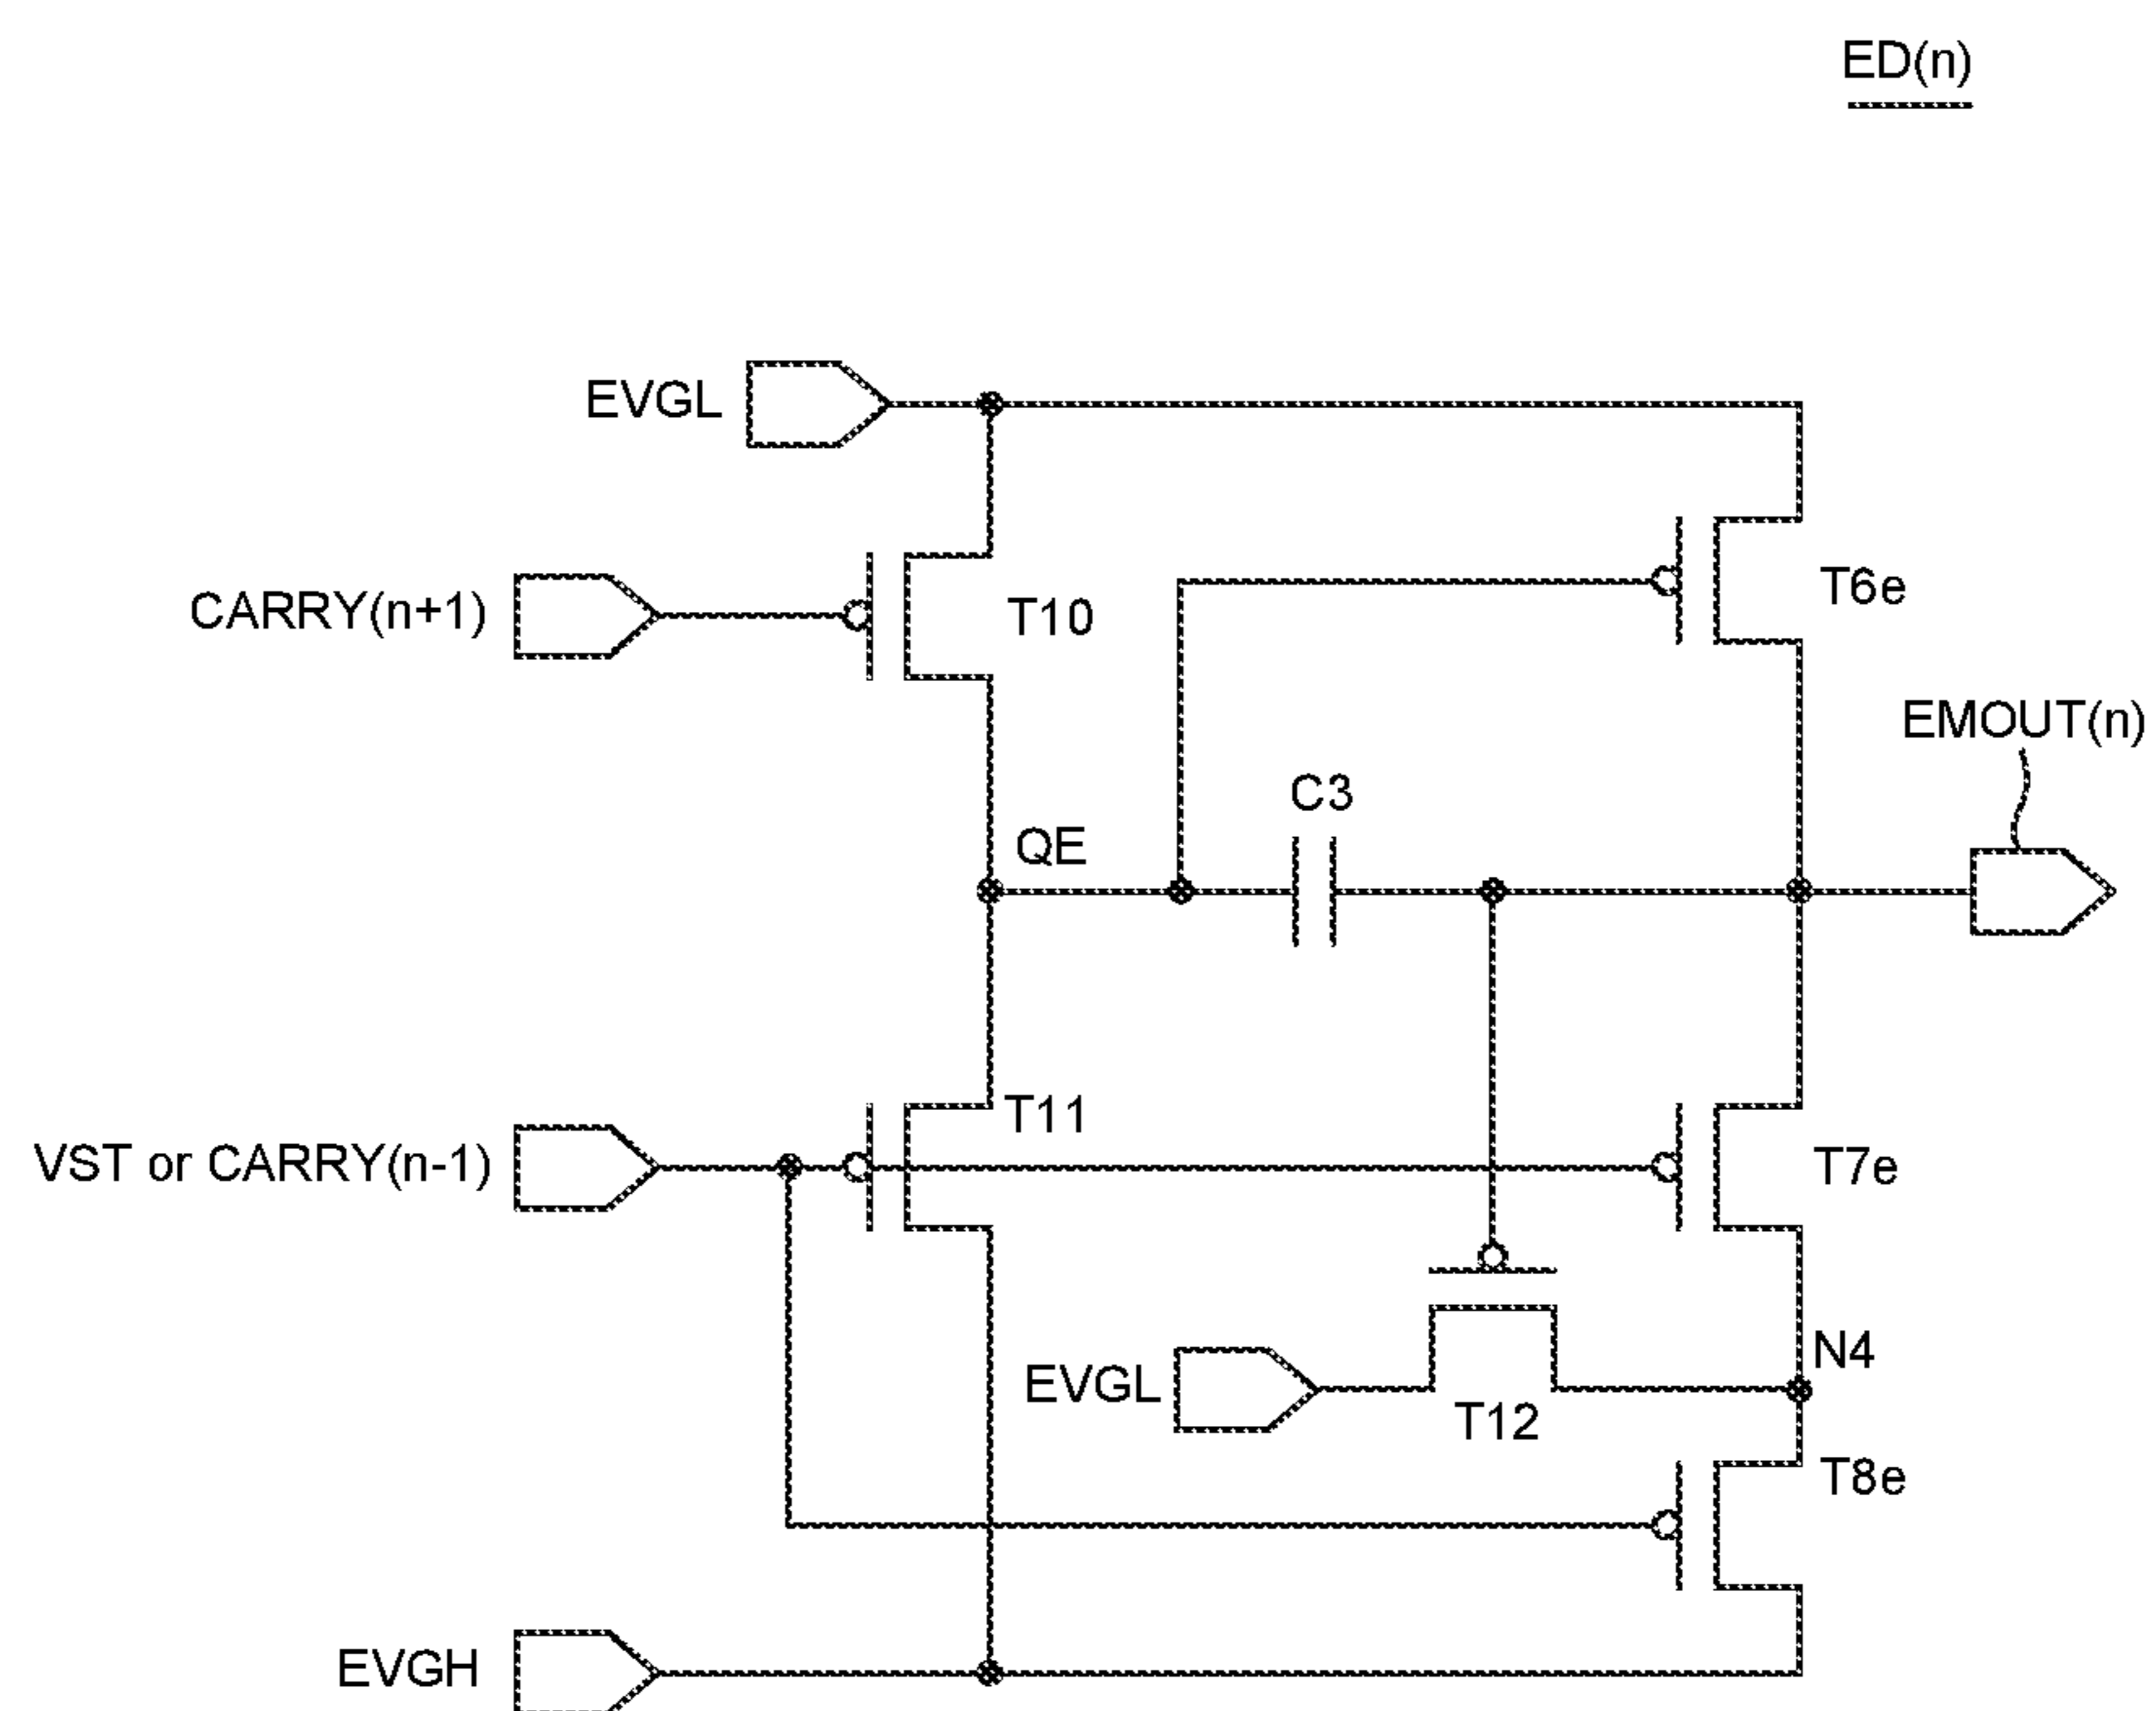 ED(n)
EVGL
CARRY(n+1)
T10
T6e
EMOUT(n)
C3
QE
T11
VST or CARRY(n-1)
T7e
N4
EVGL
T12
T8e
EVGH